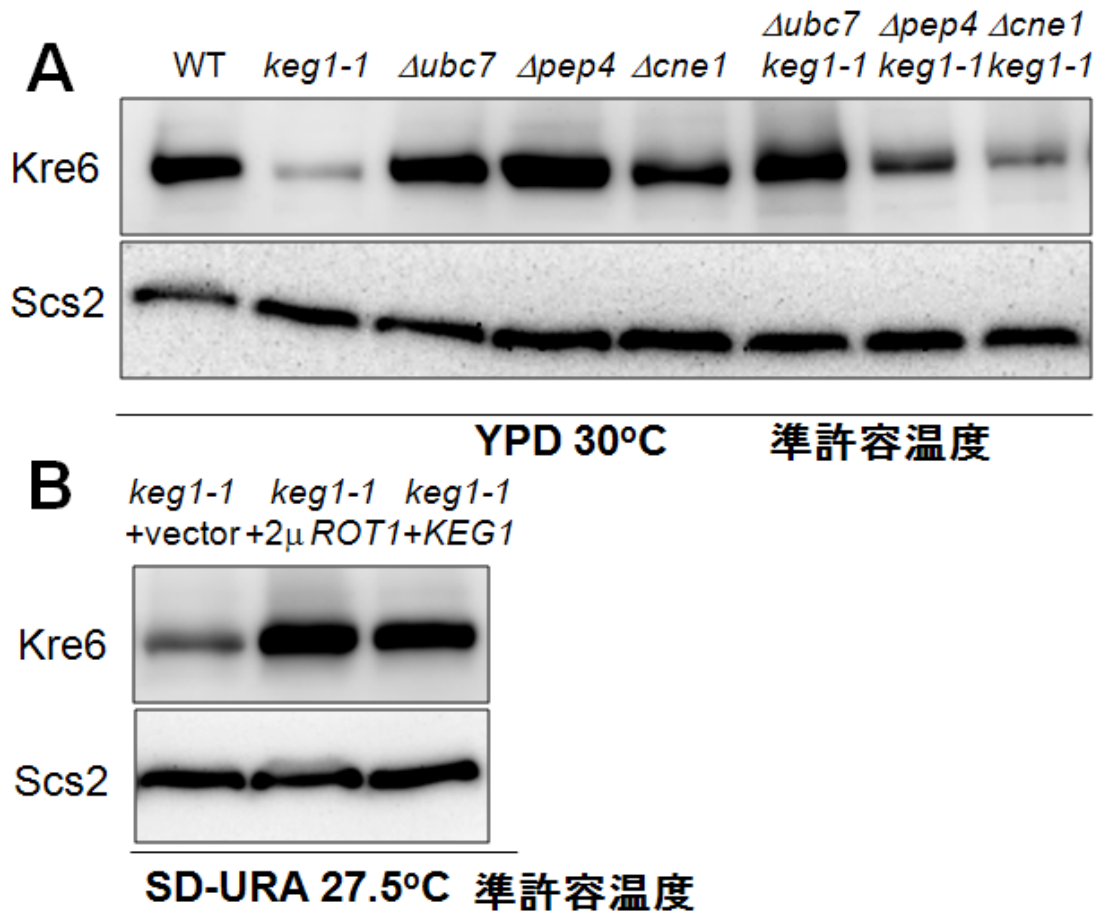 A
WT keg1-1 Δubc7 Δpep4 Δcne1 Δubc7 Δpep4 Δcne1
keg1-1 keg1-1 keg1-1
Kre6
Scs2
YPD 30°C 準許容温度
B
keg1-1 keg1-1 keg1-1
+vector +2μ ROT1 +KEG1
Kre6
Scs2
SD-URA 27.5°C 準許容温度